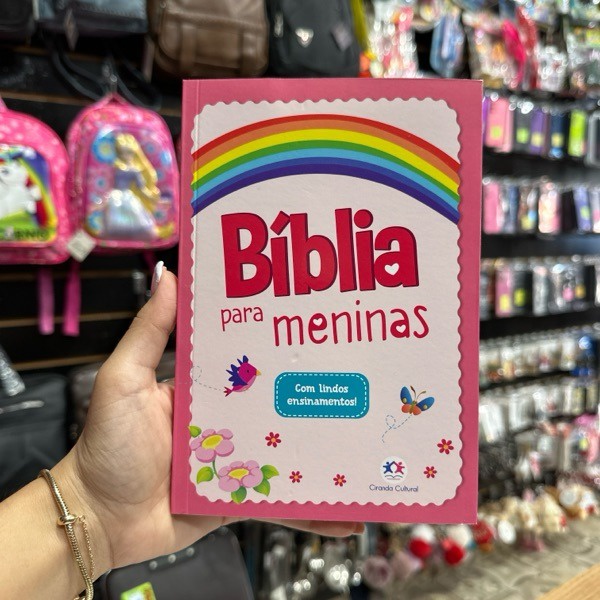 Bíblia
para meninas
Com lindos
ensinamentos!
Ciranda Cultural